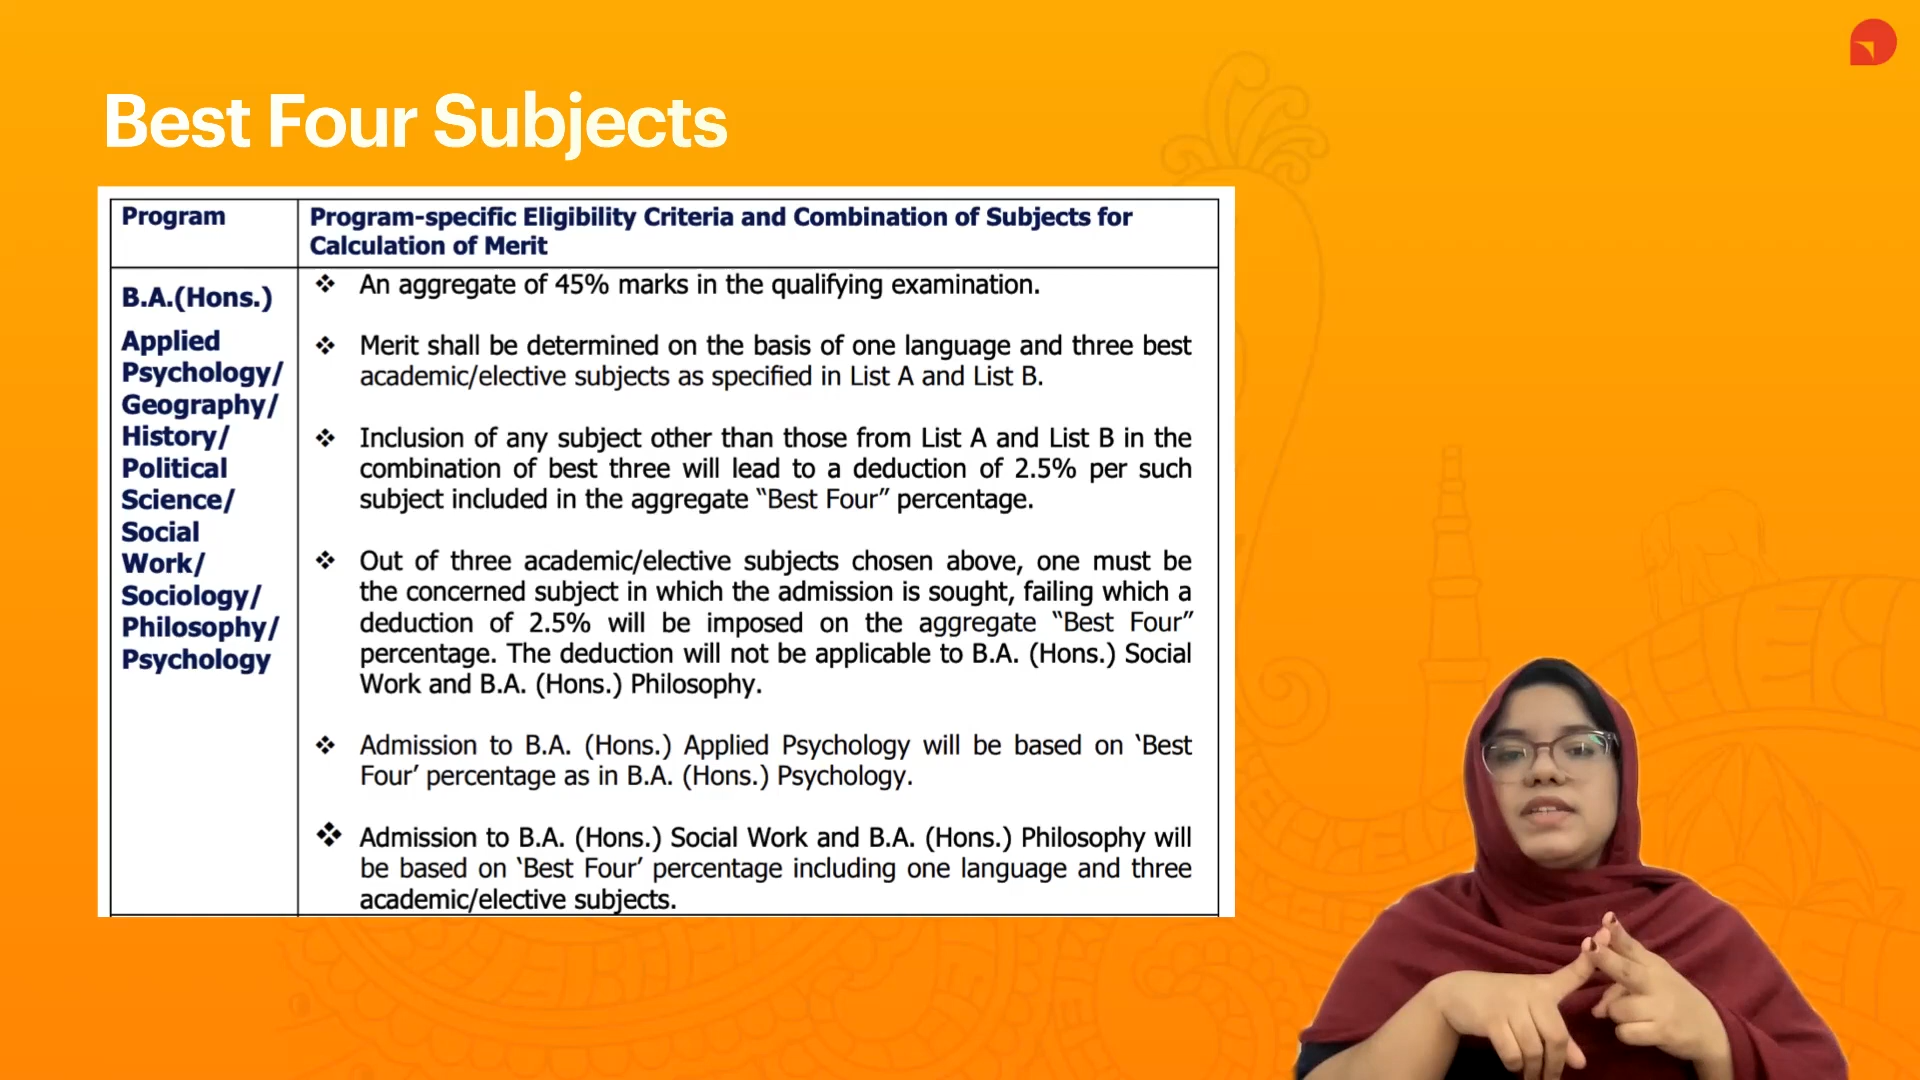 Best Four Subjects
Program
Program-specific Eligibility Criteria and Combination of Subjects for
Calculation of Merit
B.A.(Hons.)
Applied
Psychology/
Geography/
History/
Political
Science/
Social
Work/
Sociology/
Philosophy/
Psychology
❖ An aggregate of 45% marks in the qualifying examination.
❖ Merit shall be determined on the basis of one language and three best
academic/elective subjects as specified in List A and List B.
❖ Inclusion of any subject other than those from List A and List B in the
combination of best three will lead to a deduction of 2.5% per such
subject included in the aggregate “Best Four” percentage.
❖ Out of three academic/elective subjects chosen above, one must be
the concerned subject in which the admission is sought, failing which a
deduction of 2.5% will be imposed on the aggregate “Best Four”
percentage. The deduction will not be applicable to B.A. (Hons.) Social
Work and B.A. (Hons.) Philosophy.
❖ Admission to B.A. (Hons.) Applied Psychology will be based on ‘Best
Four’ percentage as in B.A. (Hons.) Psychology.
❖ Admission to B.A. (Hons.) Social Work and B.A. (Hons.) Philosophy will
be based on ‘Best Four’ percentage including one language and three
academic/elective subjects.